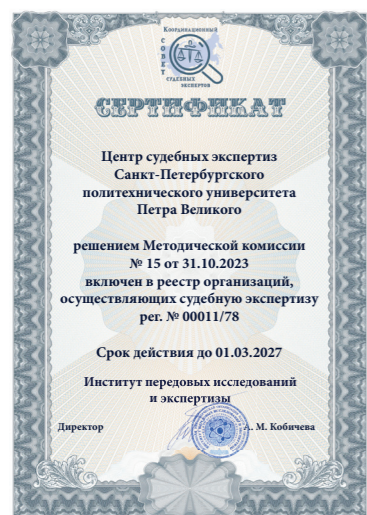 Координационный
СОВЕТ
СУДЕБНЫХ
ЭКСПЕРТОВ
СЕРТИФИКАТ
Центр судебных экспертиз
Санкт-Петербургского
политехнического университета
Петра Великого
решением Методической комиссии
№ 15 от 31.10.2023
включен в реестр организаций,
осуществляющих судебную экспертизу
рег. № 00011/78
Срок действия до 01.03.2027
Институт передовых исследований
и экспертизы
Директор
А. М. Кобичева